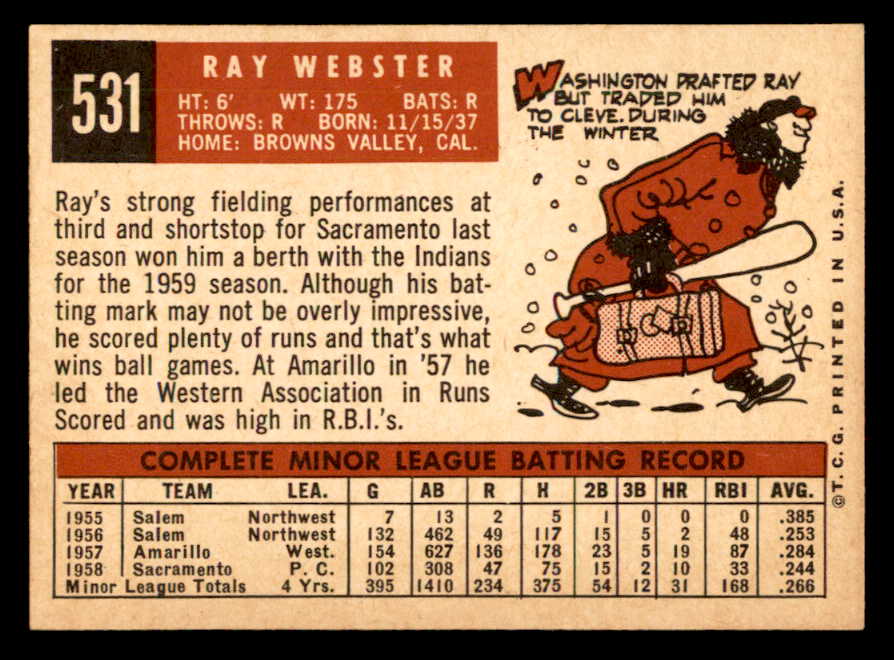 531
RAY WEBSTER
HT: 6' WT: 175 BATS: R
THROWS: R BORN: 11/15/37
HOME: BROWNS VALLEY, CAL.
WASHINGTON DRAFTED RAY
BUT TRADED HIM
TO CLEVE. DURING
THE WINTER
Ray's strong fielding performances at
third and shortstop for Sacramento last
season won him a berth with the Indians
for the 1959 season. Although his bat-
ting mark may not be overly impressive,
he scored plenty of runs and that's what
wins ball games. At Amarillo in '57 he
led the Western Association in Runs
Scored and was high in R.B.I.'s.
COMPLETE MINOR LEAGUE BATTING RECORD
YEAR TEAM LEA. G AB R H 2B 3B HR RBI AVG.
1955 Salem Northwest 7 13 2 5 1 0 0 0 .385
1956 Salem Northwest 132 462 49 117 15 5 2 48 .253
1957 Amarillo West. 154 627 136 178 23 5 19 87 .284
1958 Sacramento P. C. 102 308 47 75 15 2 10 33 .244
Minor League Totals 4 Yrs. 395 1410 234 375 54 12 31 168 .266
©T. C. G. PRINTED IN U.S.A.